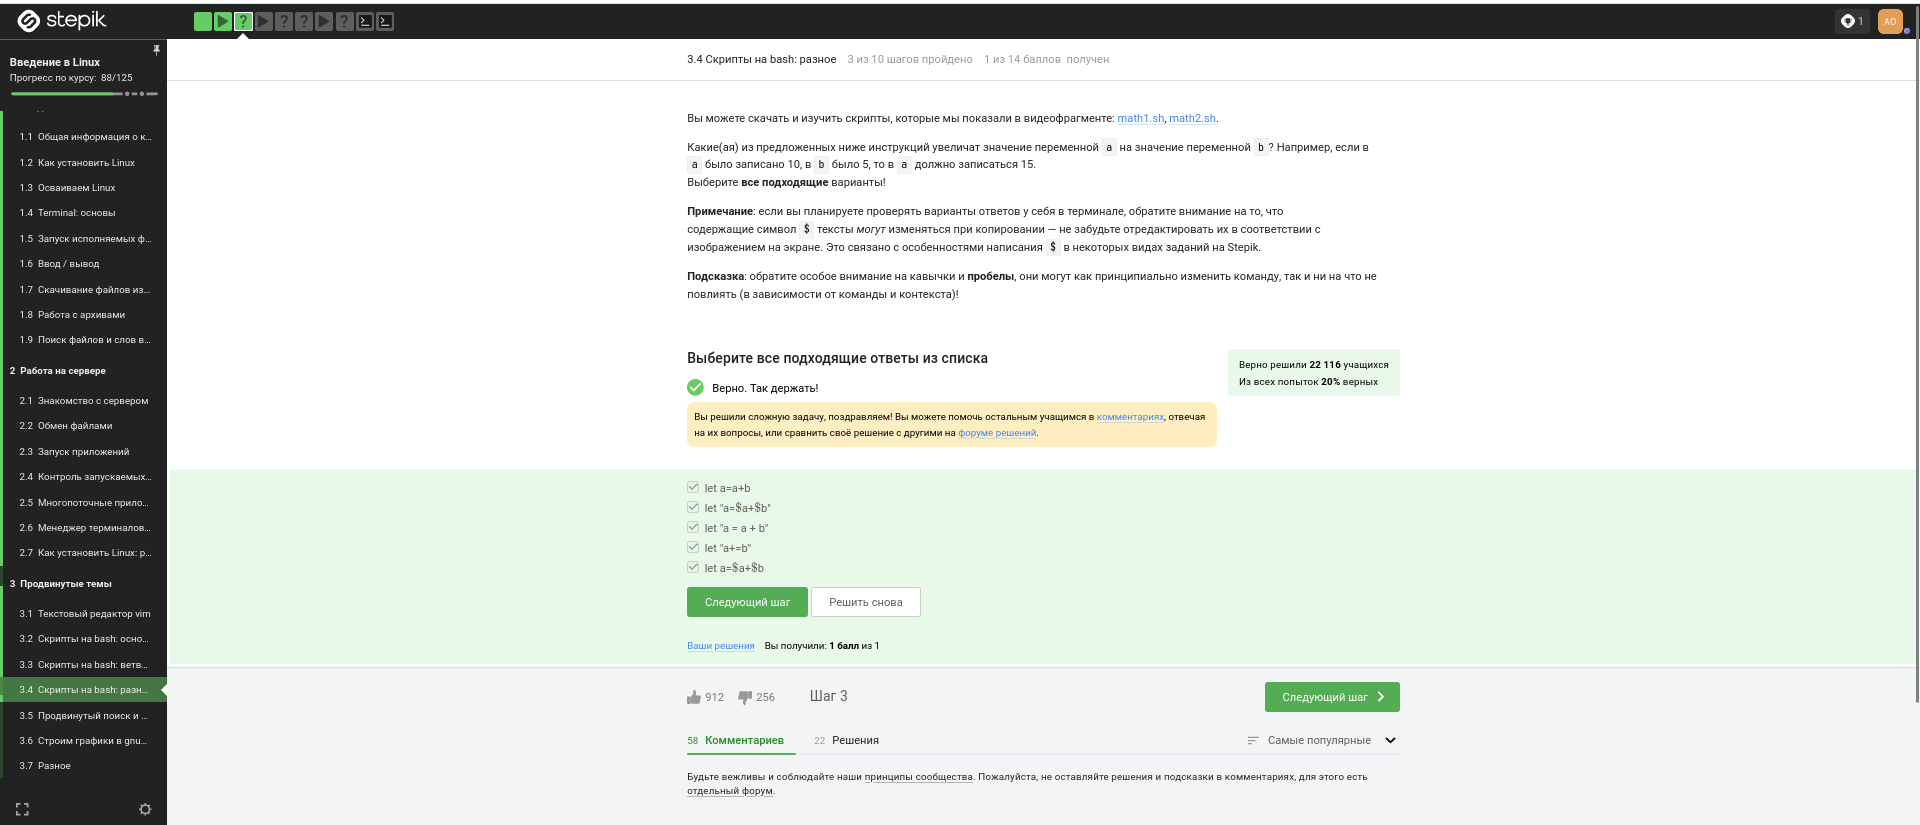 stepik
1
AO
Введение в Linux
Прогресс по курсу: 88/125
1.1 Общая информация о к...
1.2 Как установить Linux
1.3 Осваиваем Linux
1.4 Terminal: основы
1.5 Запуск исполняемых ф...
1.6 Ввод / вывод
1.7 Скачивание файлов из...
1.8 Работа с архивами
1.9 Поиск файлов и слов в...
2 Работа на сервере
2.1 Знакомство с сервером
2.2 Обмен файлами
2.3 Запуск приложений
2.4 Контроль запускаемых...
2.5 Многопоточные прило...
2.6 Менеджер терминалов...
2.7 Как установить Linux: р...
3 Продвинутые темы
3.1 Текстовый редактор vim
3.2 Скрипты на bash: осно...
3.3 Скрипты на bash: ветв...
3.4 Скрипты на bash: разн...
3.5 Продвинутый поиск и ...
3.6 Строим графики в gnu...
3.7 Разное
3.4 Скрипты на bash: разное 3 из 10 шагов пройдено 1 из 14 баллов получен
Вы можете скачать и изучить скрипты, которые мы показали в видеофрагменте: math1.sh, math2.sh.
Какие(ая) из предложенных ниже инструкций увеличат значение переменной a на значение переменной b ? Например, если в
a было записано 10, в b было 5, то в a должно записаться 15.
Выберите все подходящие варианты!
Примечание: если вы планируете проверять варианты ответов у себя в терминале, обратите внимание на то, что
содержащие символ $ тексты могут изменяться при копировании — не забудьте отредактировать их в соответствии с
изображением на экране. Это связано с особенностями написания $ в некоторых видах заданий на Stepik.
Подсказка: обратите особое внимание на кавычки и пробелы, они могут как принципиально изменить команду, так и ни на что не
повлиять (в зависимости от команды и контекста)!
Выберите все подходящие ответы из списка
Верно решили 22 116 учащихся
Из всех попыток 20% верных
Верно. Так держать!
Вы решили сложную задачу, поздравляем! Вы можете помочь остальным учащимся в комментариях, отвечая
на их вопросы, или сравнить своё решение с другими на форуме решений.
let a=a+b
let "a=$a+$b"
let "a = a + b"
let "a+=b"
let a=$a+$b
Следующий шаг Решить снова
Ваши решения Вы получили: 1 балл из 1
912 256 Шаг 3 Следующий шаг
58 Комментариев 22 Решения Самые популярные
Будьте вежливы и соблюдайте наши принципы сообщества. Пожалуйста, не оставляйте решения и подсказки в комментариях, для этого есть
отдельный форум.